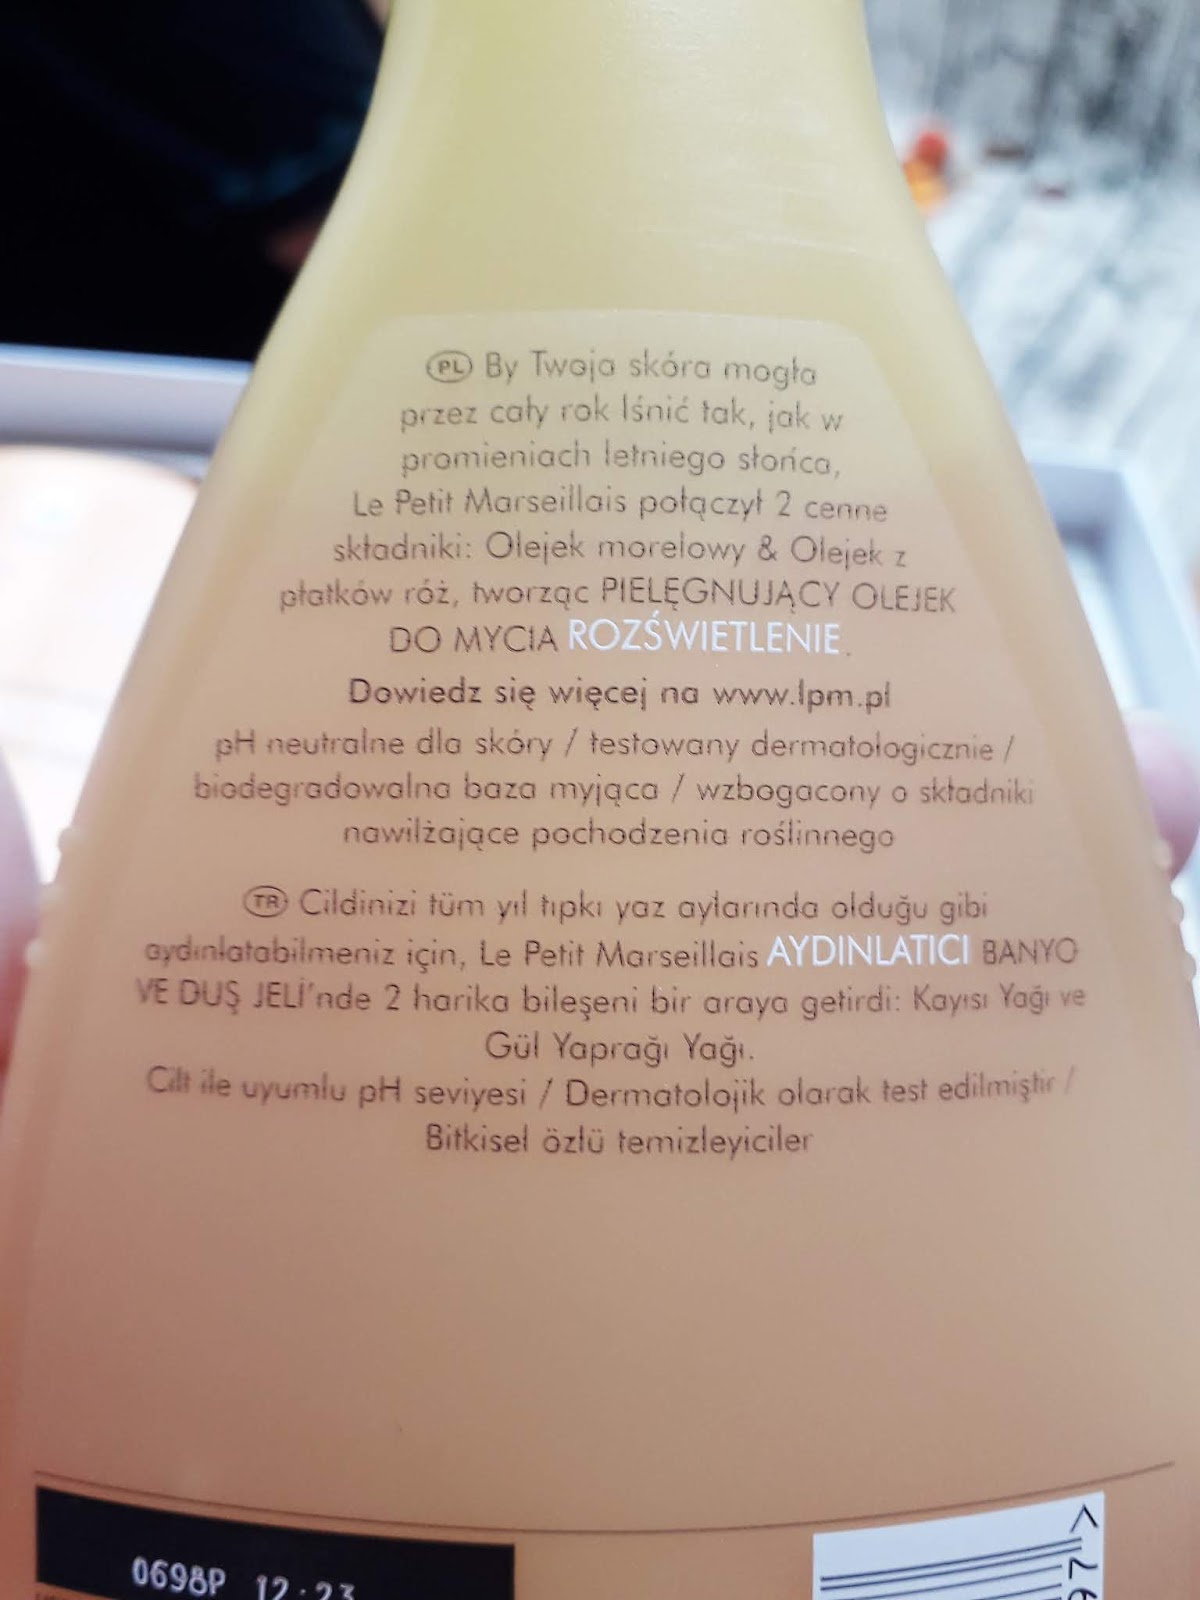 PL By Twoja skóra mogła
przez cały rok lśnić tak, jak w
promieniach letniego słońca,
Le Petit Marseillais połączył 2 cenne
składniki: Olejek morelowy & Olejek z
płatków róż, tworząc PIELĘGNUJĄCY OLEJEK
DO MYCIA ROZŚWIETLENIE.
Dowiedz się więcej na www.lpm.pl
pH neutralne dla skóry / testowany dermatologicznie /
biodegradowalna baza myjąca / wzbogacony o składniki
nawilżające pochodzenia roślinnego
TR Cildinizi tüm yıl tıpkı yaz aylarında olduğu gibi
aydınlatabilmeniz için, Le Petit Marseillais AYDINLATICI BANYO
VE DUŞ JELİ'nde 2 harika bileşeni bir araya getirdi: Kayısı Yağı ve
Gül Yaprağı Yağı.
Cilt ile uyumlu pH seviyesi / Dermatolojik olarak test edilmiştir /
Bitkisel özlü temizleyiciler
0698P 12.23